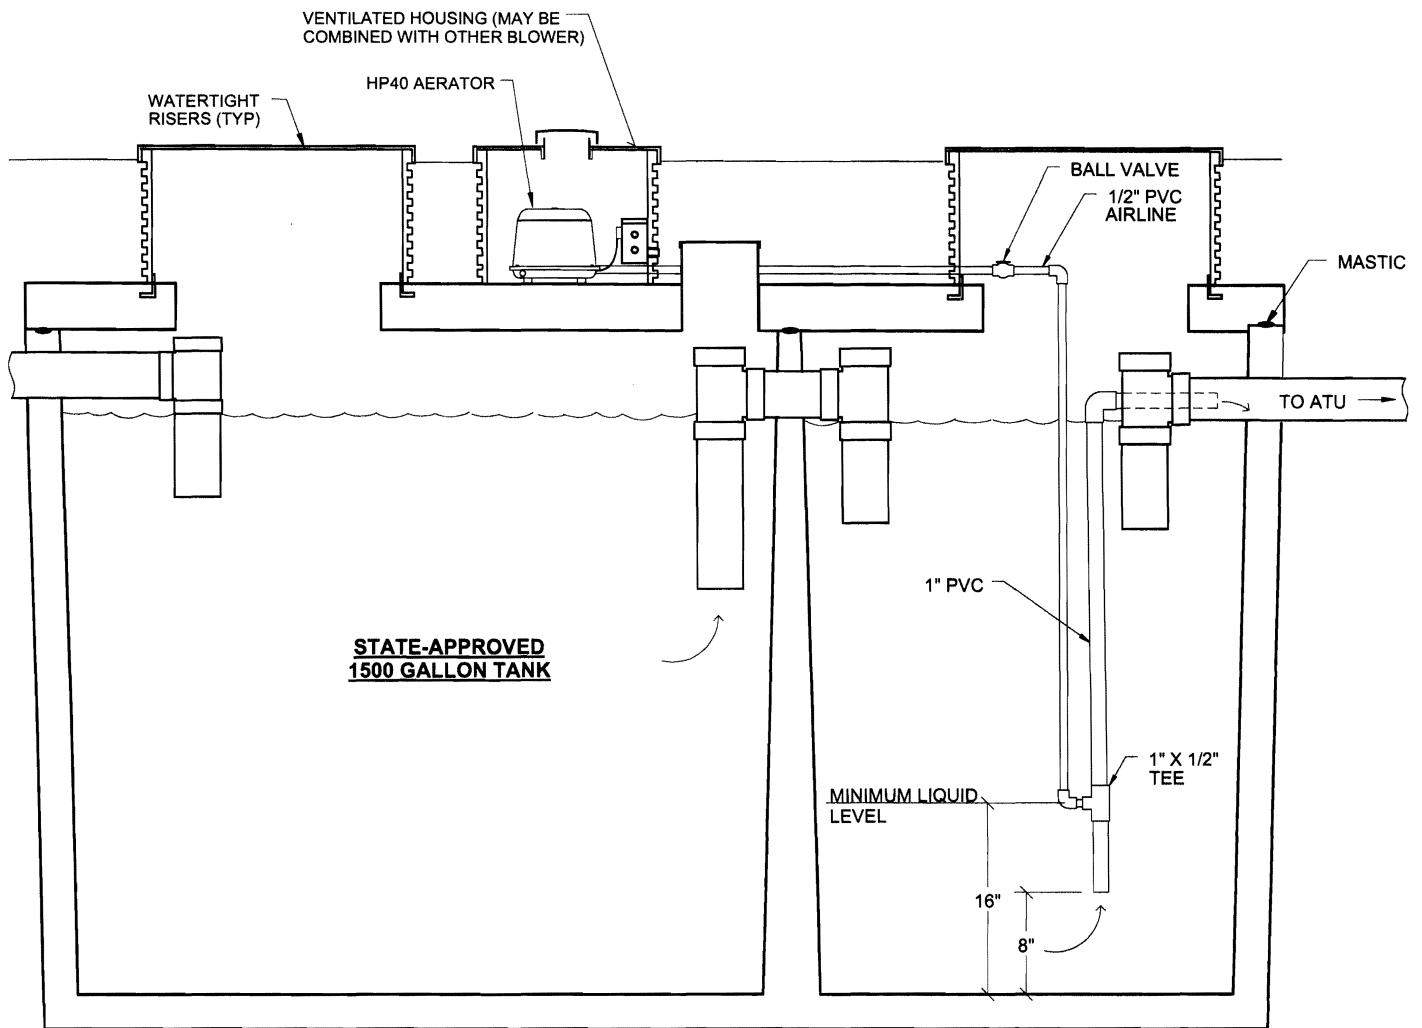 VENTILATED HOUSING (MAY BE
COMBINED WITH OTHER BLOWER)
HP40 AERATOR
WATERTIGHT
RISERS (TYP)
BALL VALVE
1/2" PVC
AIRLINE
MASTIC
TO ATU
1" PVC
STATE-APPROVED
1500 GALLON TANK
1" X 1/2"
TEE
MINIMUM LIQUID
LEVEL
16"
8"